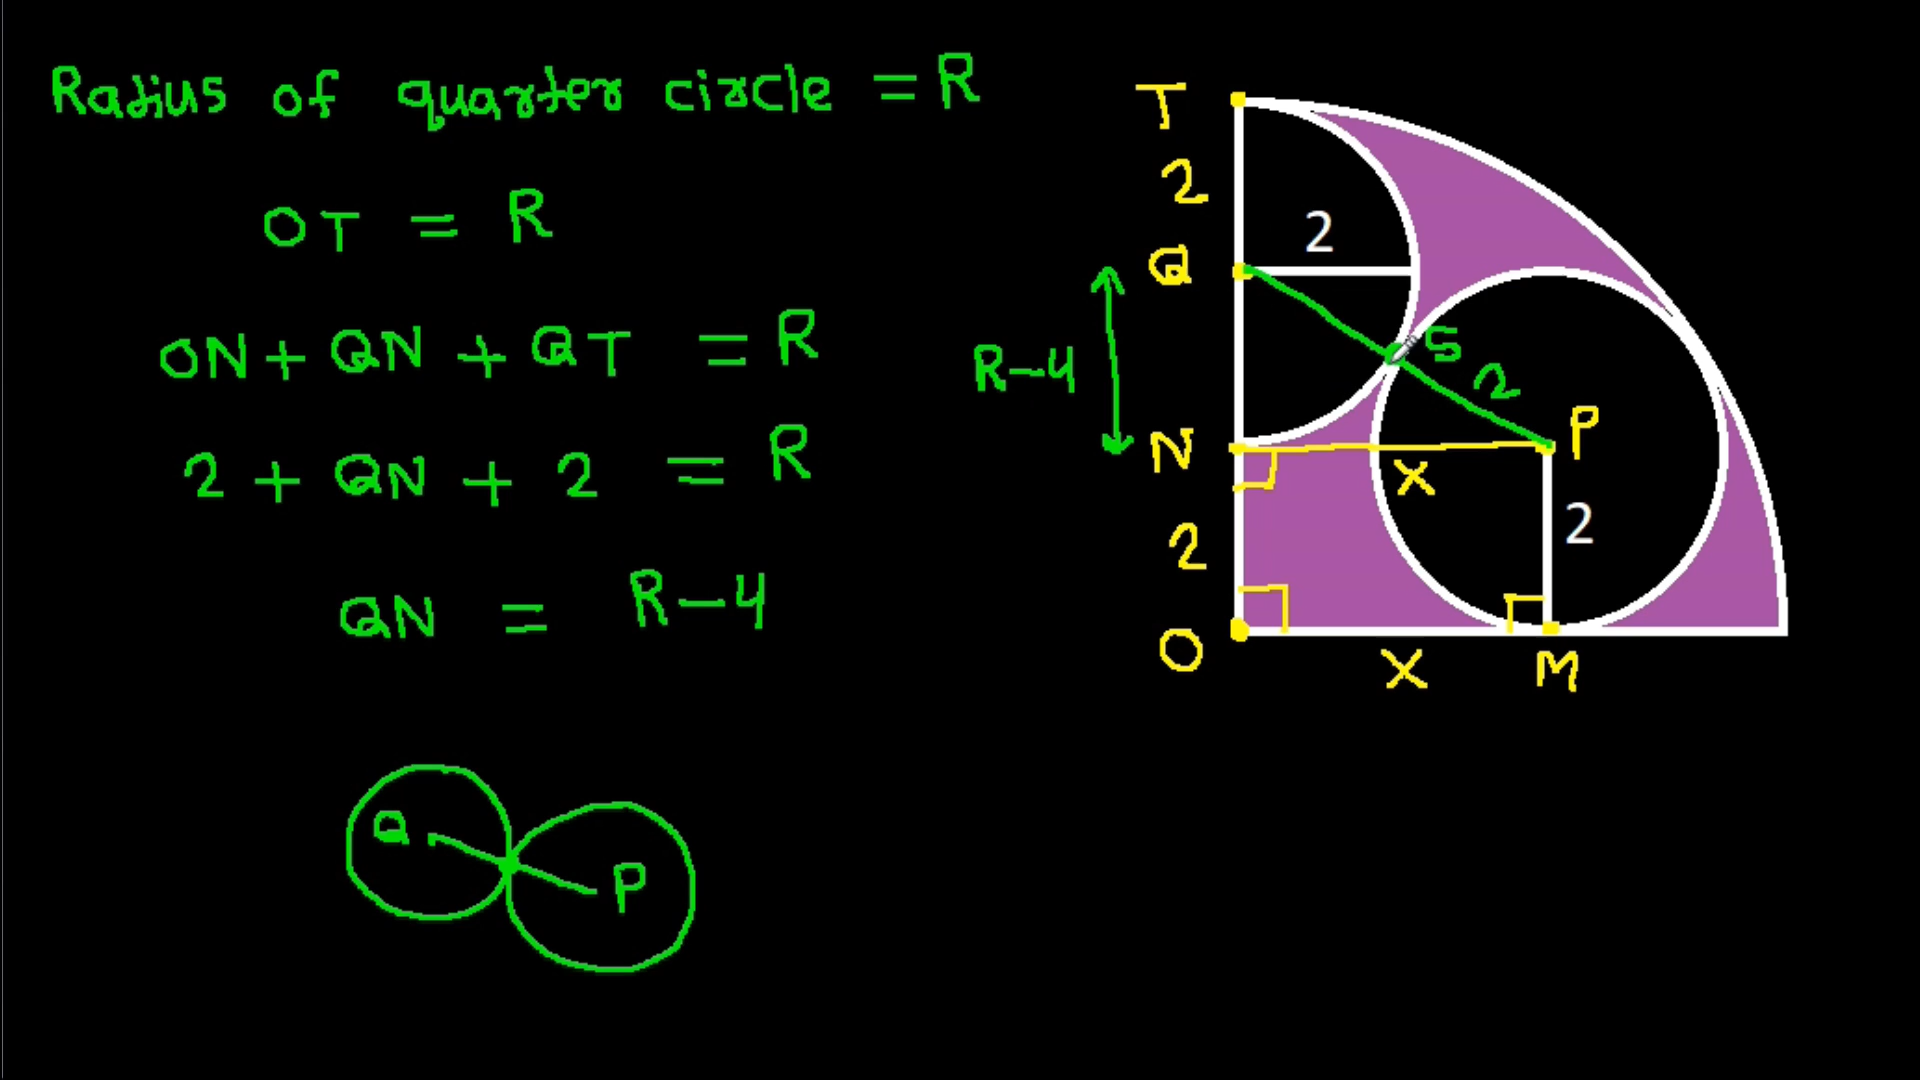 Radius of quarter circle = R
OT = R
ON + QN + QT = R
2 + QN + 2 = R
QN = R-4
Q
P
T
2
Q
2
R-4
S
2
N
P
X
2
2
O
X
M